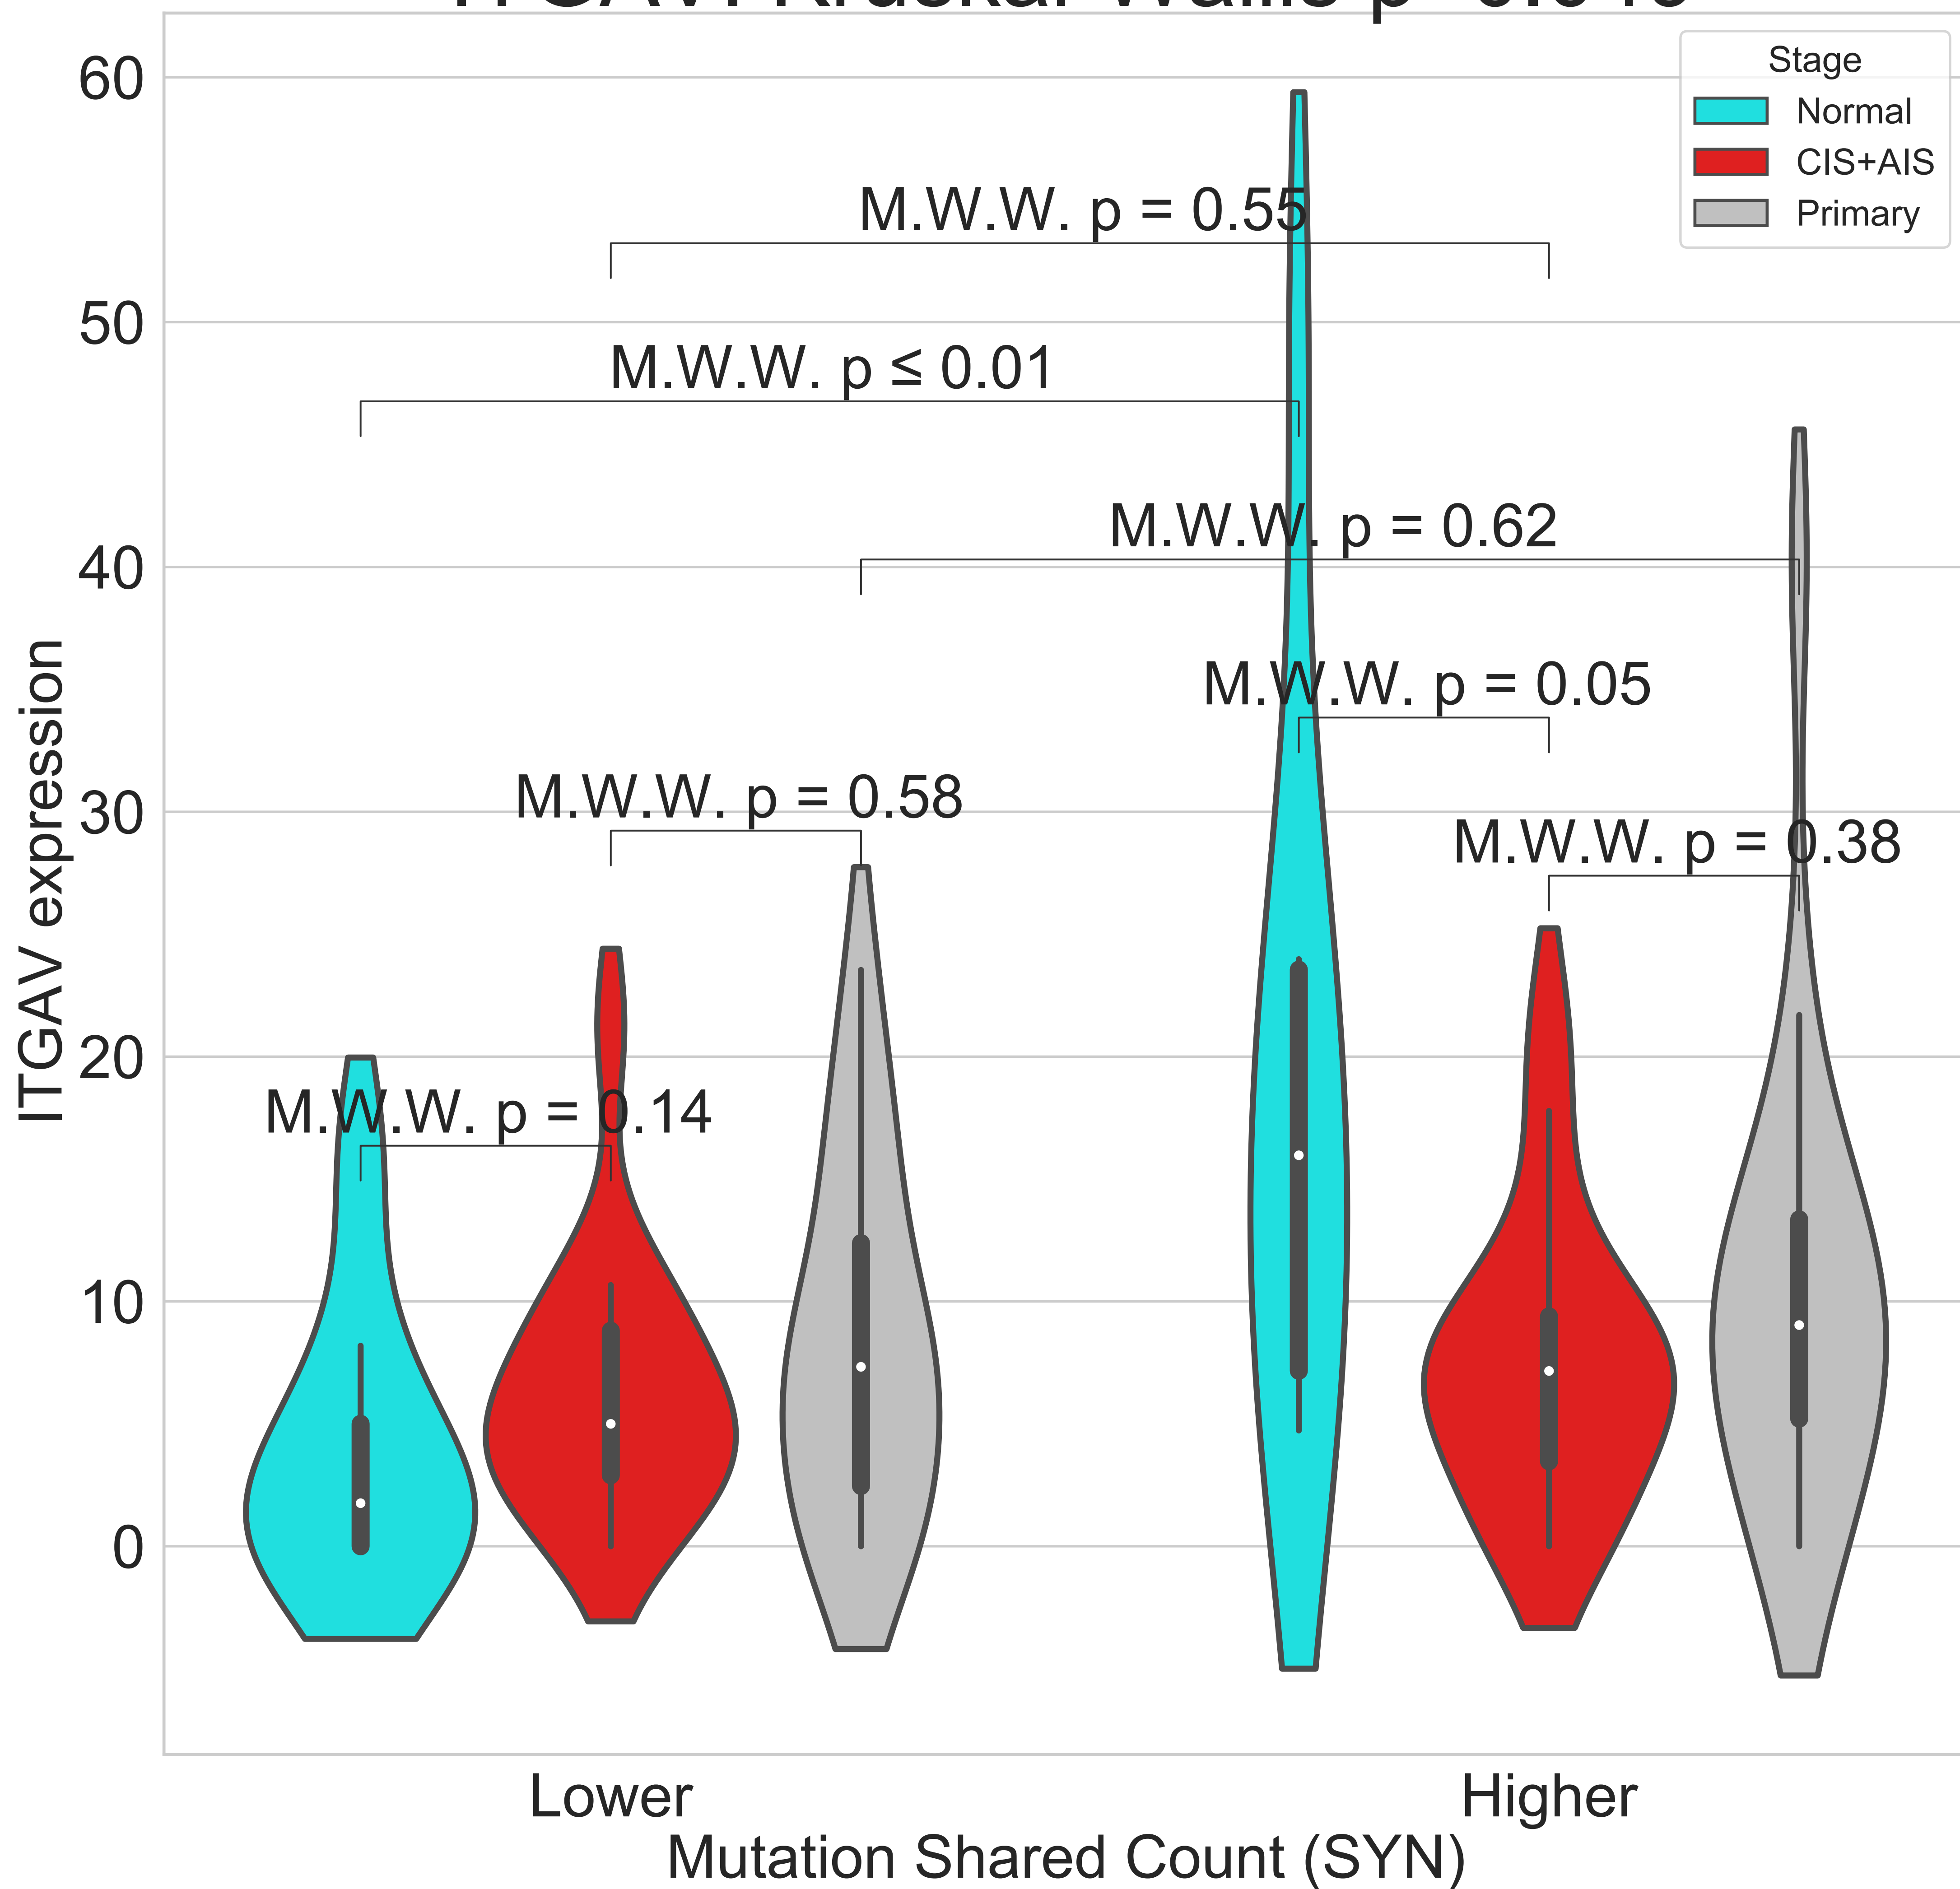 60
50
40
30
20
10
0
ITGAV expression
Stage
Normal
CIS+AIS
Primary
M.W.W. p = 0.55
M.W.W. p ≤ 0.01
M.W.W. p = 0.62
M.W.W. p = 0.05
M.W.W. p = 0.58
M.W.W. p = 0.38
M.W.W. p = 0.14
Lower
Higher
Mutation Shared Count (SYN)